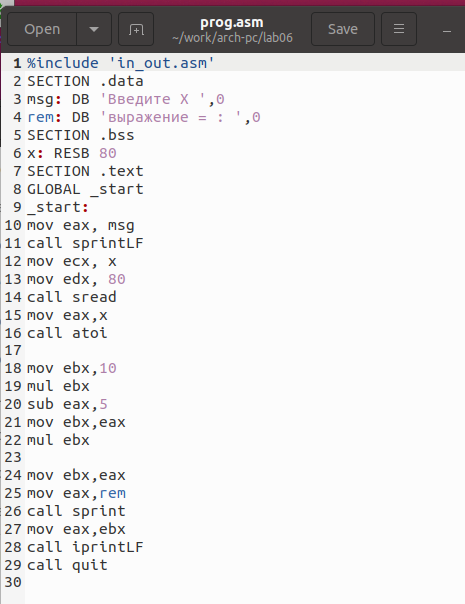 Open
prog.asm
~/work/arch-pc/lab06
Save
1 %include 'in_out.asm'
2 SECTION .data
3 msg: DB 'Введите X ',0
4 rem: DB 'выражение = : ',0
5 SECTION .bss
6 x: RESB 80
7 SECTION .text
8 GLOBAL _start
9 _start:
10 mov eax, msg
11 call sprintLF
12 mov ecx, x
13 mov edx, 80
14 call sread
15 mov eax,x
16 call atoi
17
18 mov ebx,10
19 mul ebx
20 sub eax,5
21 mov ebx,eax
22 mul ebx
23
24 mov ebx,eax
25 mov eax,rem
26 call sprint
27 mov eax,ebx
28 call iprintLF
29 call quit
30